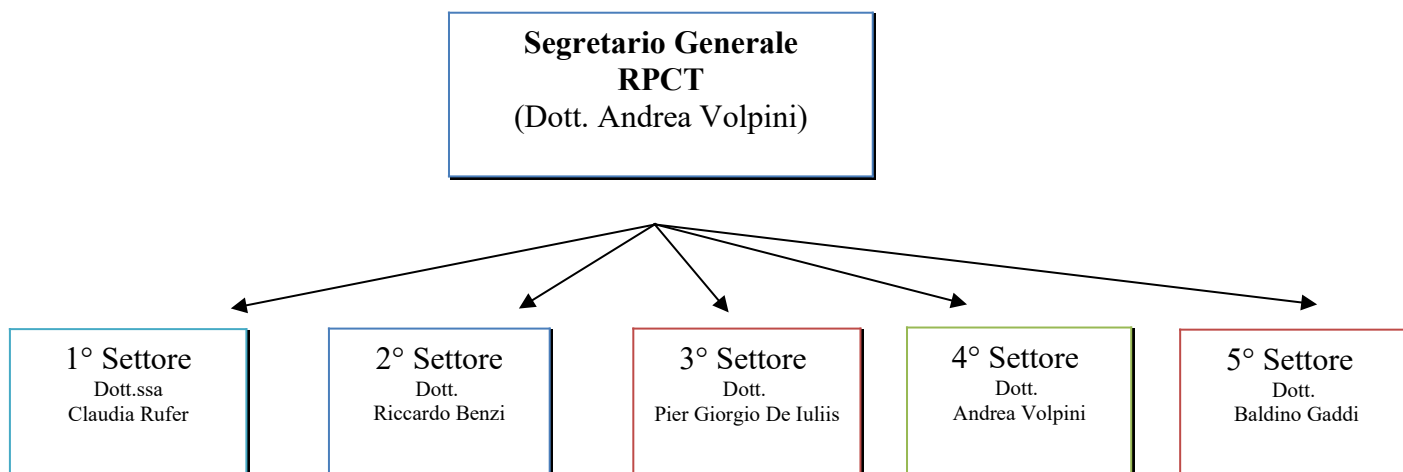 Segretario Generale
RPCT
(Dott. Andrea Volpini)
1° Settore
Dott.ssa
Claudia Rufer
2° Settore
Dott.
Riccardo Benzi
3° Settore
Dott.
Pier Giorgio De Iuliis
4° Settore
Dott.
Andrea Volpini
5° Settore
Dott.
Baldino Gaddi